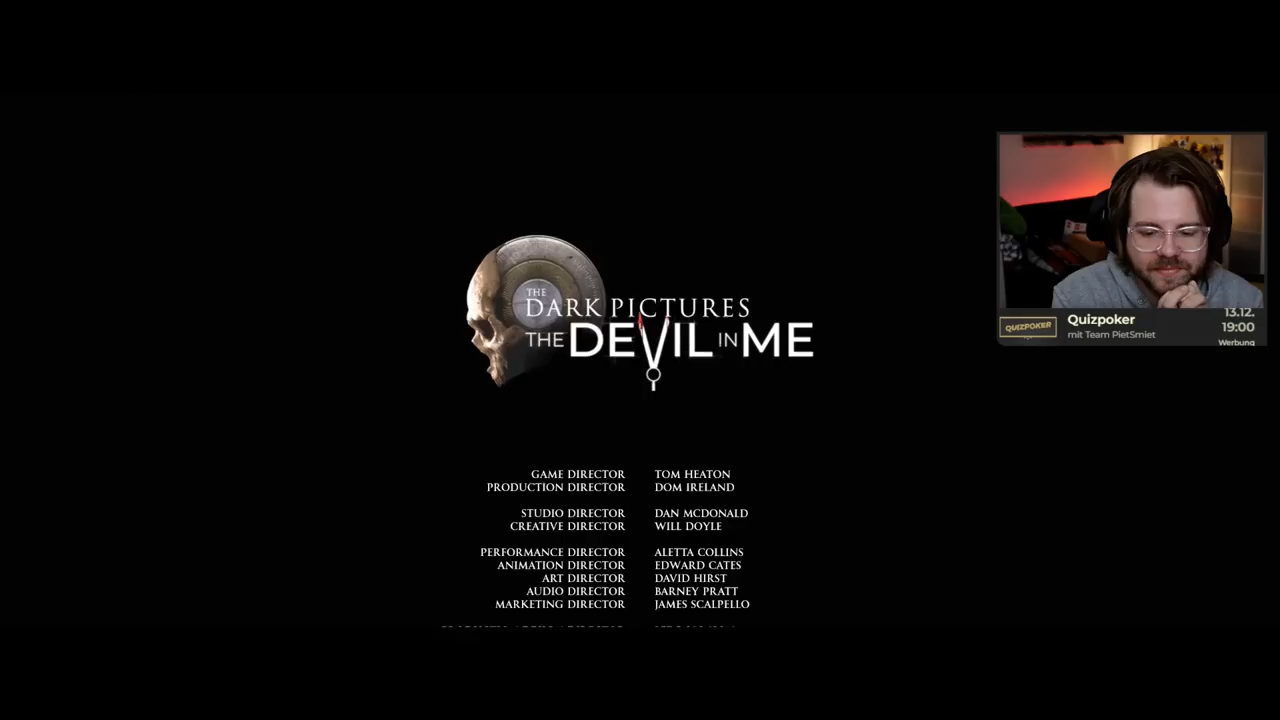 THE
DARK PICTURES
THE DEVIL IN ME
GAME DIRECTOR TOM HEATON
PRODUCTION DIRECTOR DOM IRELAND
STUDIO DIRECTOR DAN MCDONALD
CREATIVE DIRECTOR WILL DOYLE
PERFORMANCE DIRECTOR ALETTA COLLINS
ANIMATION DIRECTOR EDWARD CATES
ART DIRECTOR DAVID HIRST
AUDIO DIRECTOR BARNEY PRATT
MARKETING DIRECTOR JAMES SCALPELLO
QUIZPOKER
Quizpoker
mit Team PietSmiet
13.12.
19:00
Werbung